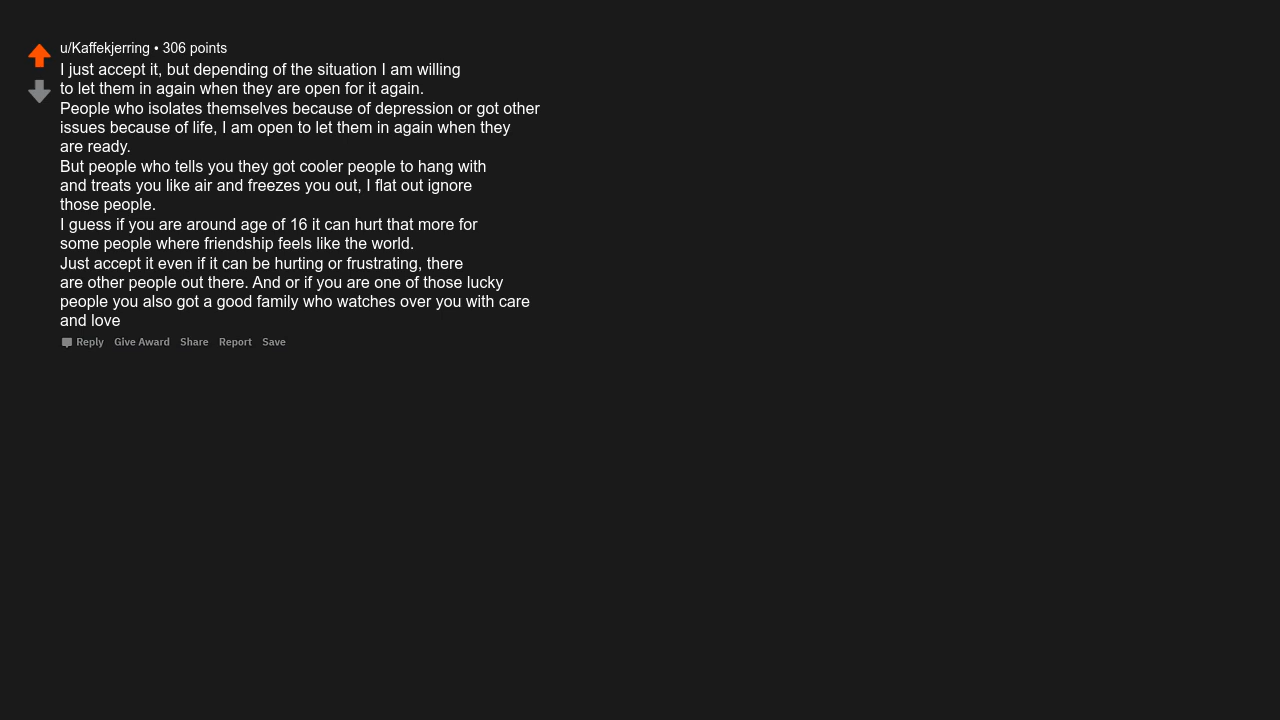 u/Kaffekjerring • 306 points
I just accept it, but depending of the situation I am willing
to let them in again when they are open for it again.
People who isolates themselves because of depression or got other
issues because of life, I am open to let them in again when they
are ready.
But people who tells you they got cooler people to hang with
and treats you like air and freezes you out, I flat out ignore
those people.
I guess if you are around age of 16 it can hurt that more for
some people where friendship feels like the world.
Just accept it even if it can be hurting or frustrating, there
are other people out there. And or if you are one of those lucky
people you also got a good family who watches over you with care
and love
Reply Give Award Share Report Save